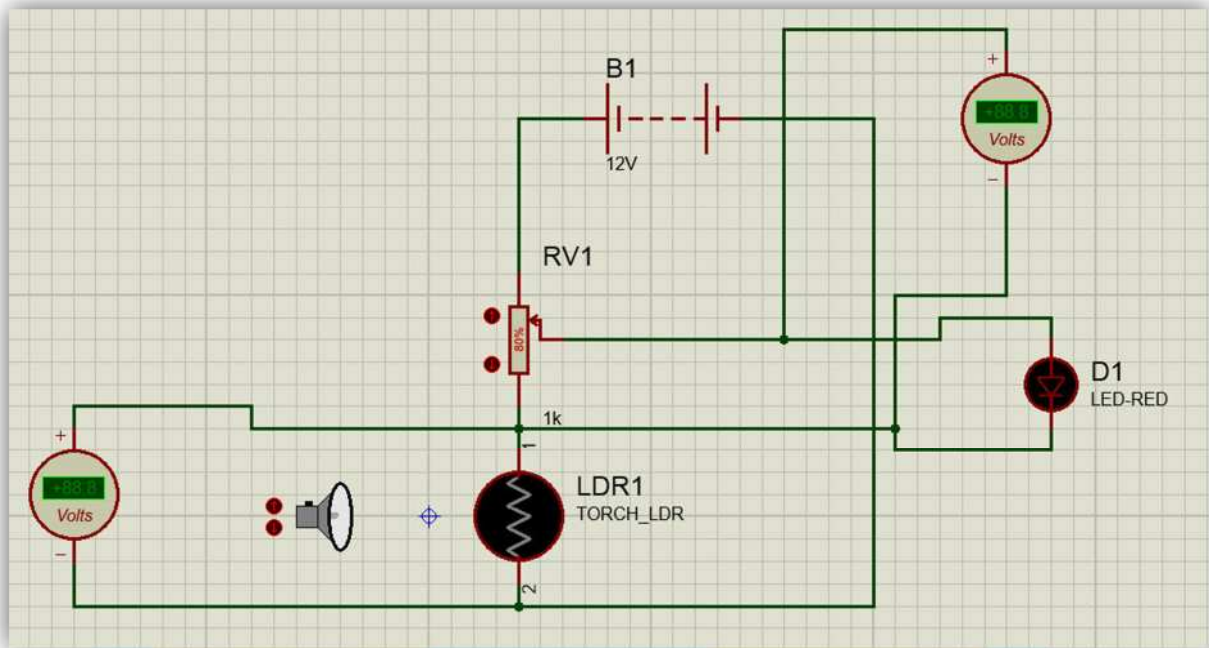 B1
+
+88.8
Volts
−
12V
RV1
80%
1k
D1
LED-RED
+
+88.8
Volts
−
1
LDR1
TORCH_LDR
2